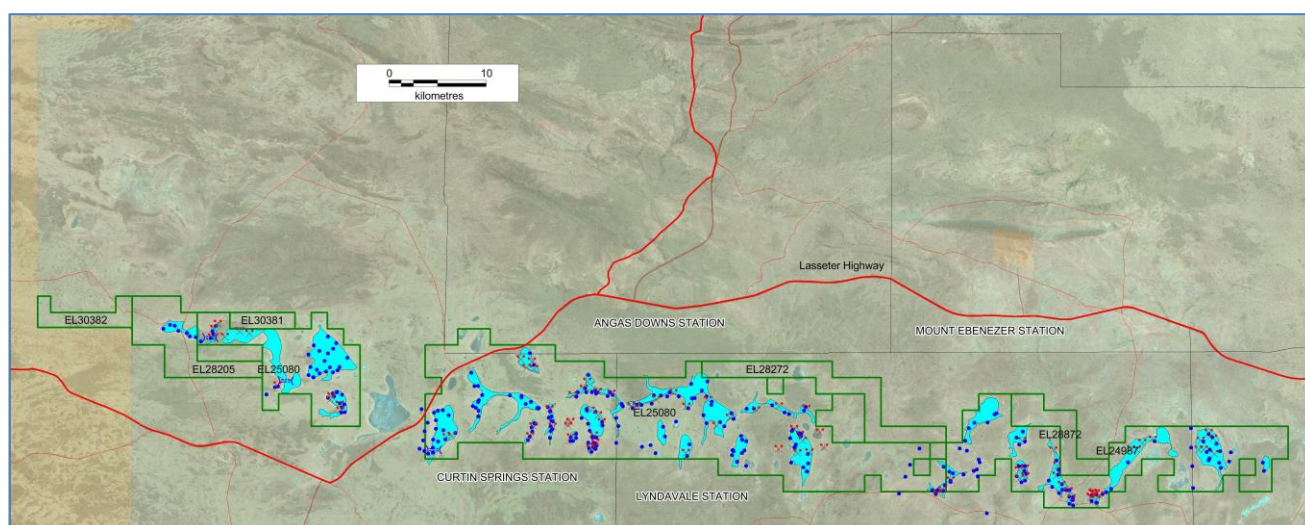 0 10
kilometres
Lasseter Highway
EL30382
EL30381
ANGAS DOWNS STATION
MOUNT EBENEZER STATION
EL28205
EL25080
EL28272
EL25080
EL28872
EL24987
CURTIN SPRINGS STATION
LYNDAVALE STATION